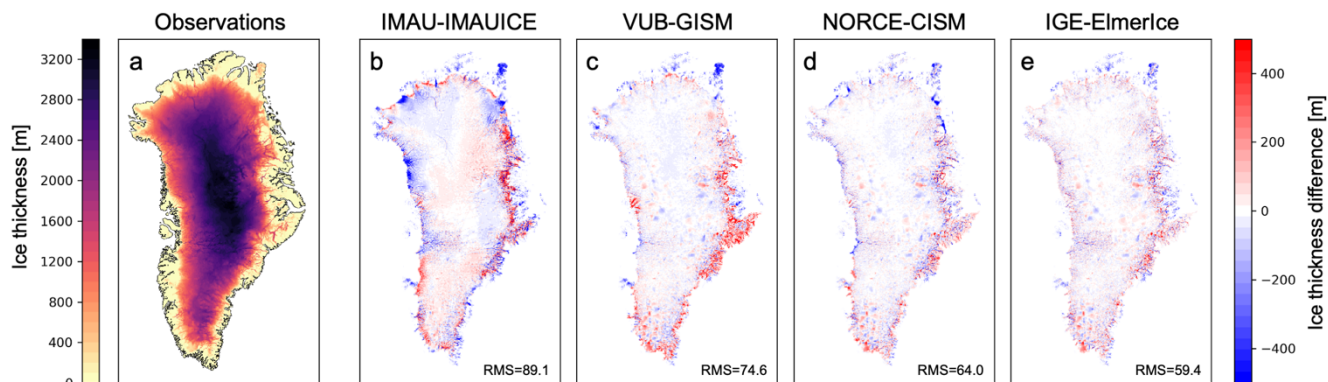 Observations
IMAU-IMAUICE
VUB-GISM
NORCE-CISM
IGE-ElmerIce
a
b
c
d
e
Ice thickness [m]
3200
2800
2400
2000
1600
1200
800
400
0
RMS=89.1
RMS=74.6
RMS=64.0
RMS=59.4
400
200
0
−200
−400
Ice thickness difference [m]